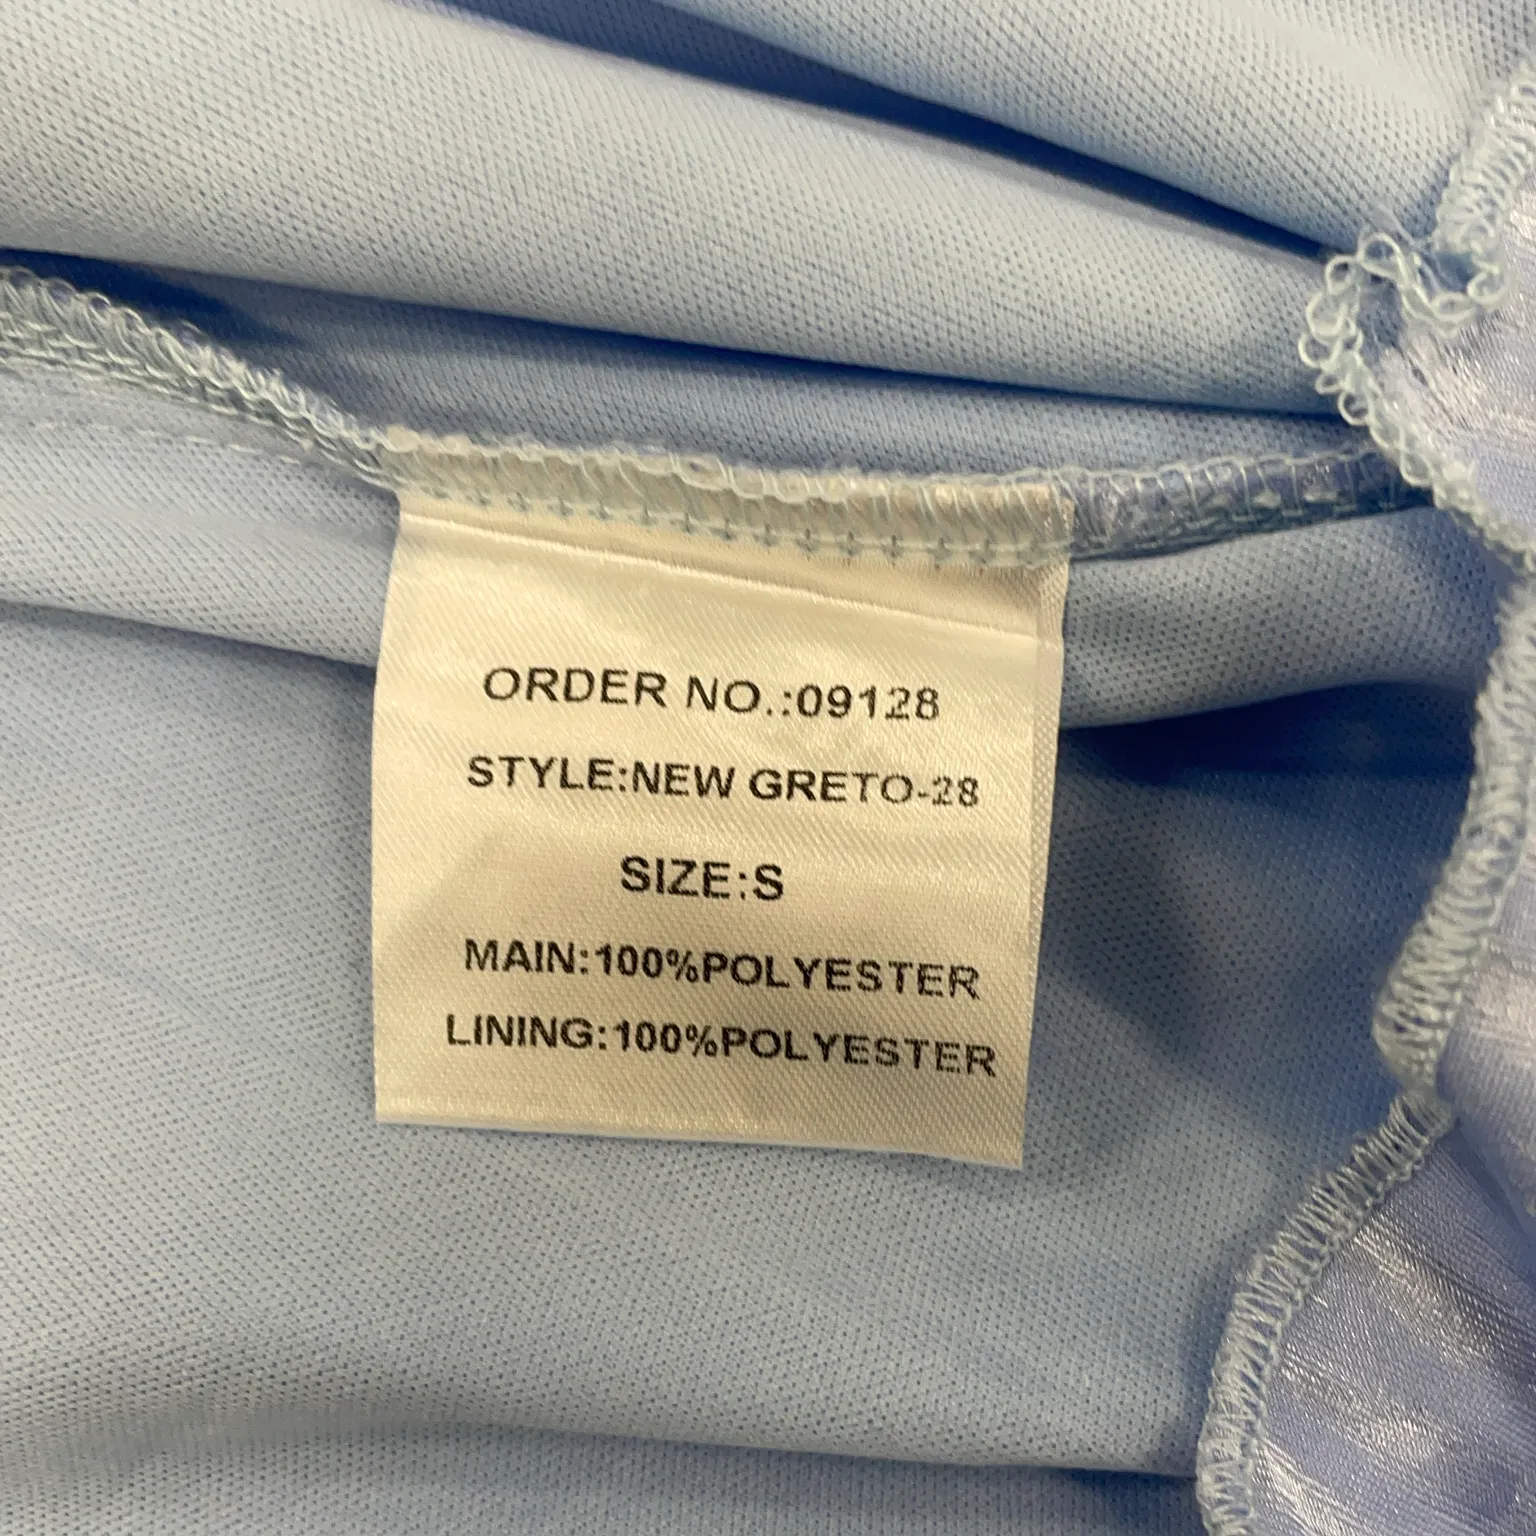 ORDER NO.:09128
STYLE:NEW GRETO-28
SIZE:S
MAIN:100%POLYESTER
LINING:100%POLYESTER